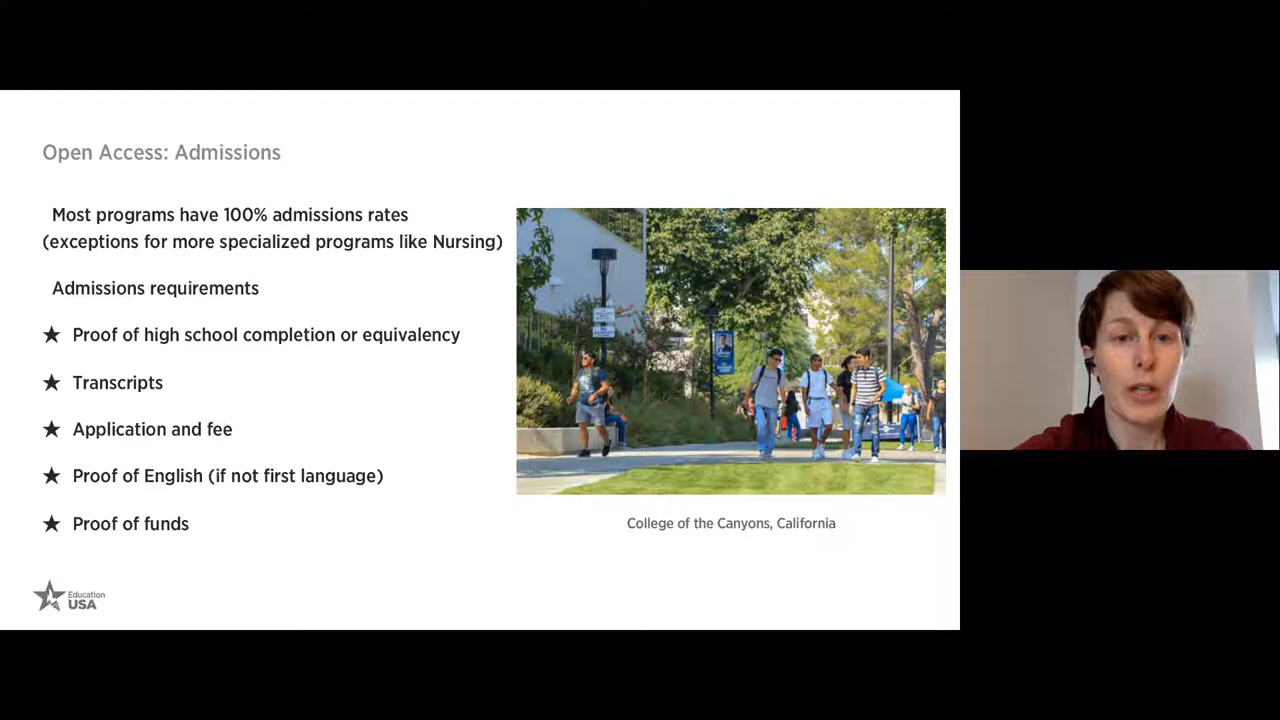 Open Access: Admissions
Most programs have 100% admissions rates
(exceptions for more specialized programs like Nursing)
Admissions requirements
★ Proof of high school completion or equivalency
★ Transcripts
★ Application and fee
★ Proof of English (if not first language)
★ Proof of funds
College of the Canyons, California
Education
USA